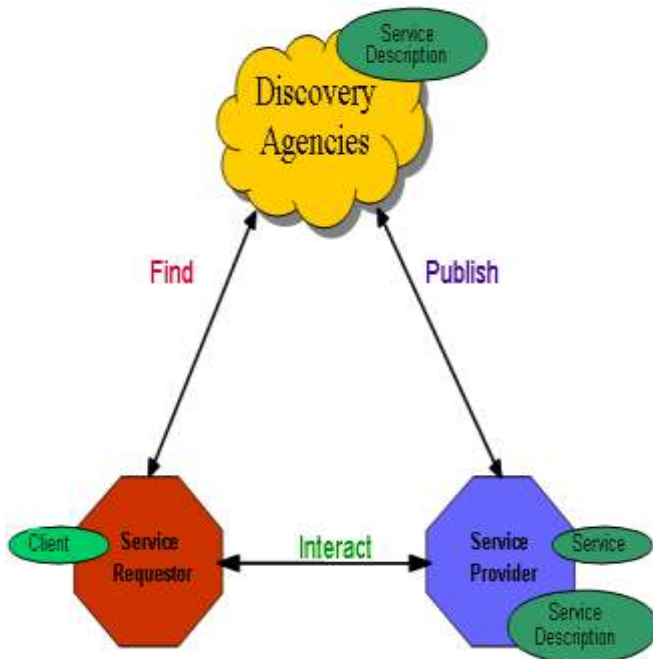 Service
Description
Discovery
Agencies
Find
Publish
Client
Service
Requestor
Interact
Service
Provider
Service
Service
Description